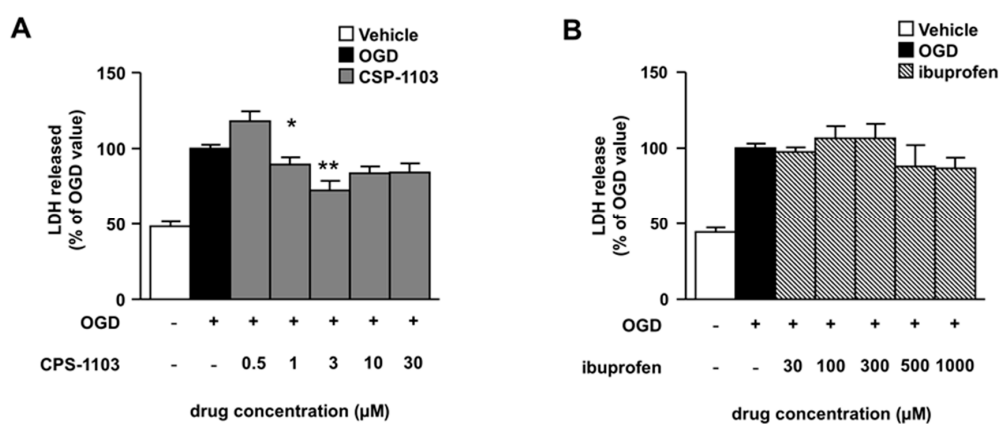 A
Vehicle
OGD
CSP-1103
150
100
50
0
LDH released
(% of OGD value)
*
**
OGD - + + + + + +
CPS-1103 - - 0.5 1 3 10 30
drug concentration (µM)
B
Vehicle
OGD
ibuprofen
150
100
50
0
LDH release
(% of OGD value)
OGD - + + + + + +
ibuprofen - - 30 100 300 500 1000
drug concentration (µM)